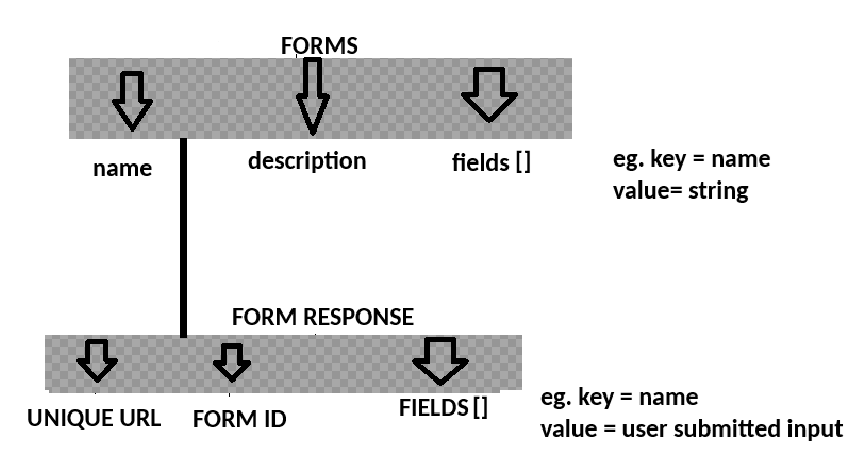 FORMS
name
description
fields []
eg. key = name
value= string
FORM RESPONSE
UNIQUE URL
FORM ID
FIELDS []
eg. key = name
value = user submitted input